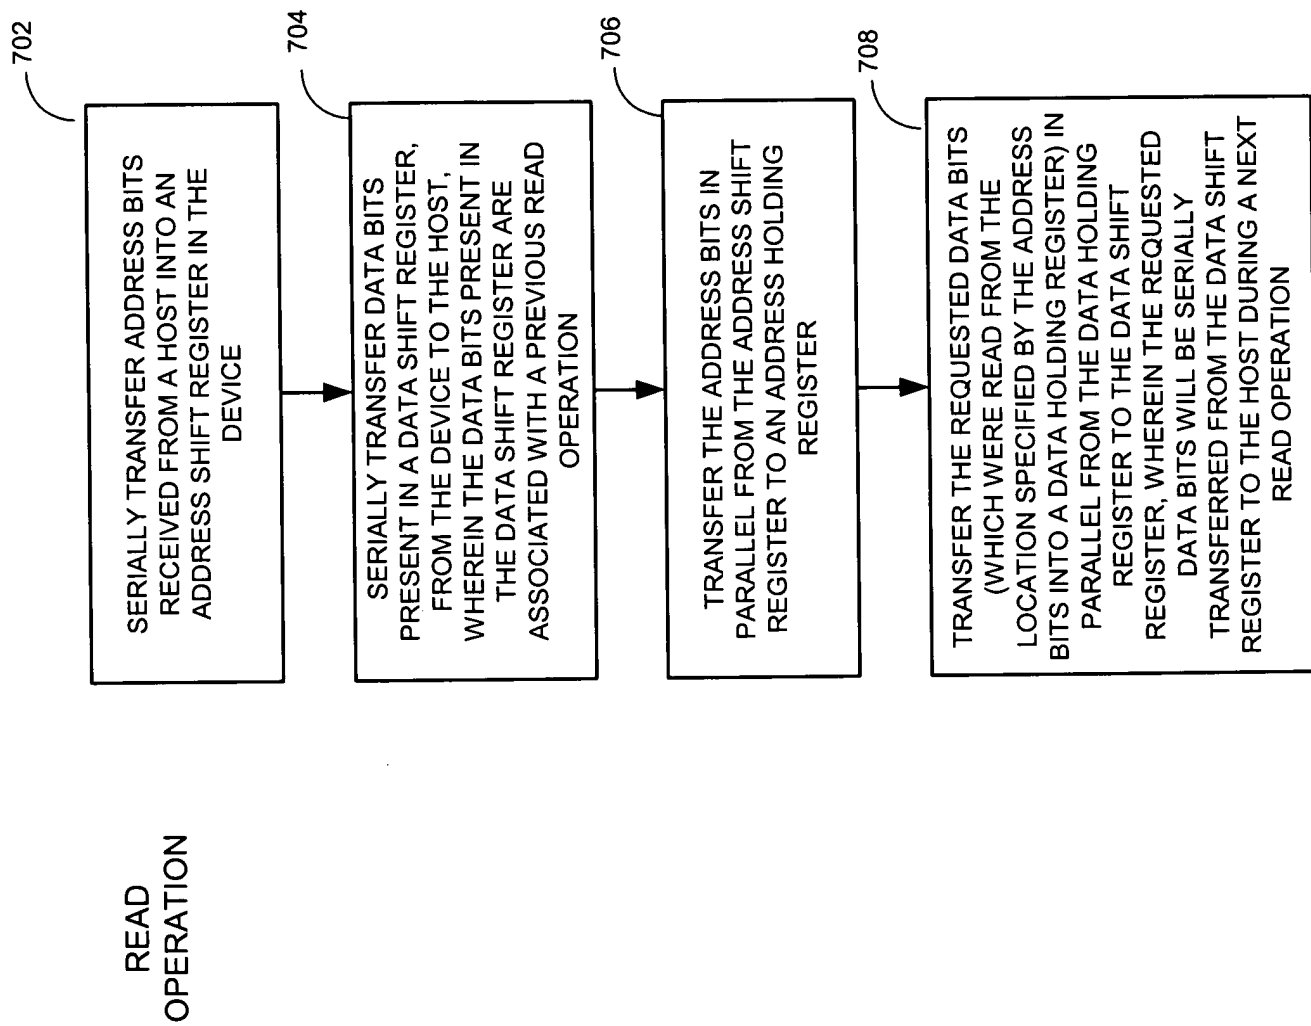 READ
OPERATION
702
SERIALLY TRANSFER ADDRESS BITS
RECEIVED FROM A HOST INTO AN
ADDRESS SHIFT REGISTER IN THE
DEVICE
704
SERIALLY TRANSFER DATA BITS
PRESENT IN A DATA SHIFT REGISTER,
FROM THE DEVICE TO THE HOST,
WHEREIN THE DATA BITS PRESENT IN
THE DATA SHIFT REGISTER ARE
ASSOCIATED WITH A PREVIOUS READ
OPERATION
706
TRANSFER THE ADDRESS BITS IN
PARALLEL FROM THE ADDRESS SHIFT
REGISTER TO AN ADDRESS HOLDING
REGISTER
708
TRANSFER THE REQUESTED DATA BITS
(WHICH WERE READ FROM THE
LOCATION SPECIFIED BY THE ADDRESS
BITS INTO A DATA HOLDING REGISTER) IN
PARALLEL FROM THE DATA HOLDING
REGISTER TO THE DATA SHIFT
REGISTER, WHEREIN THE REQUESTED
DATA BITS WILL BE SERIALLY
TRANSFERRED FROM THE DATA SHIFT
REGISTER TO THE HOST DURING A NEXT
READ OPERATION